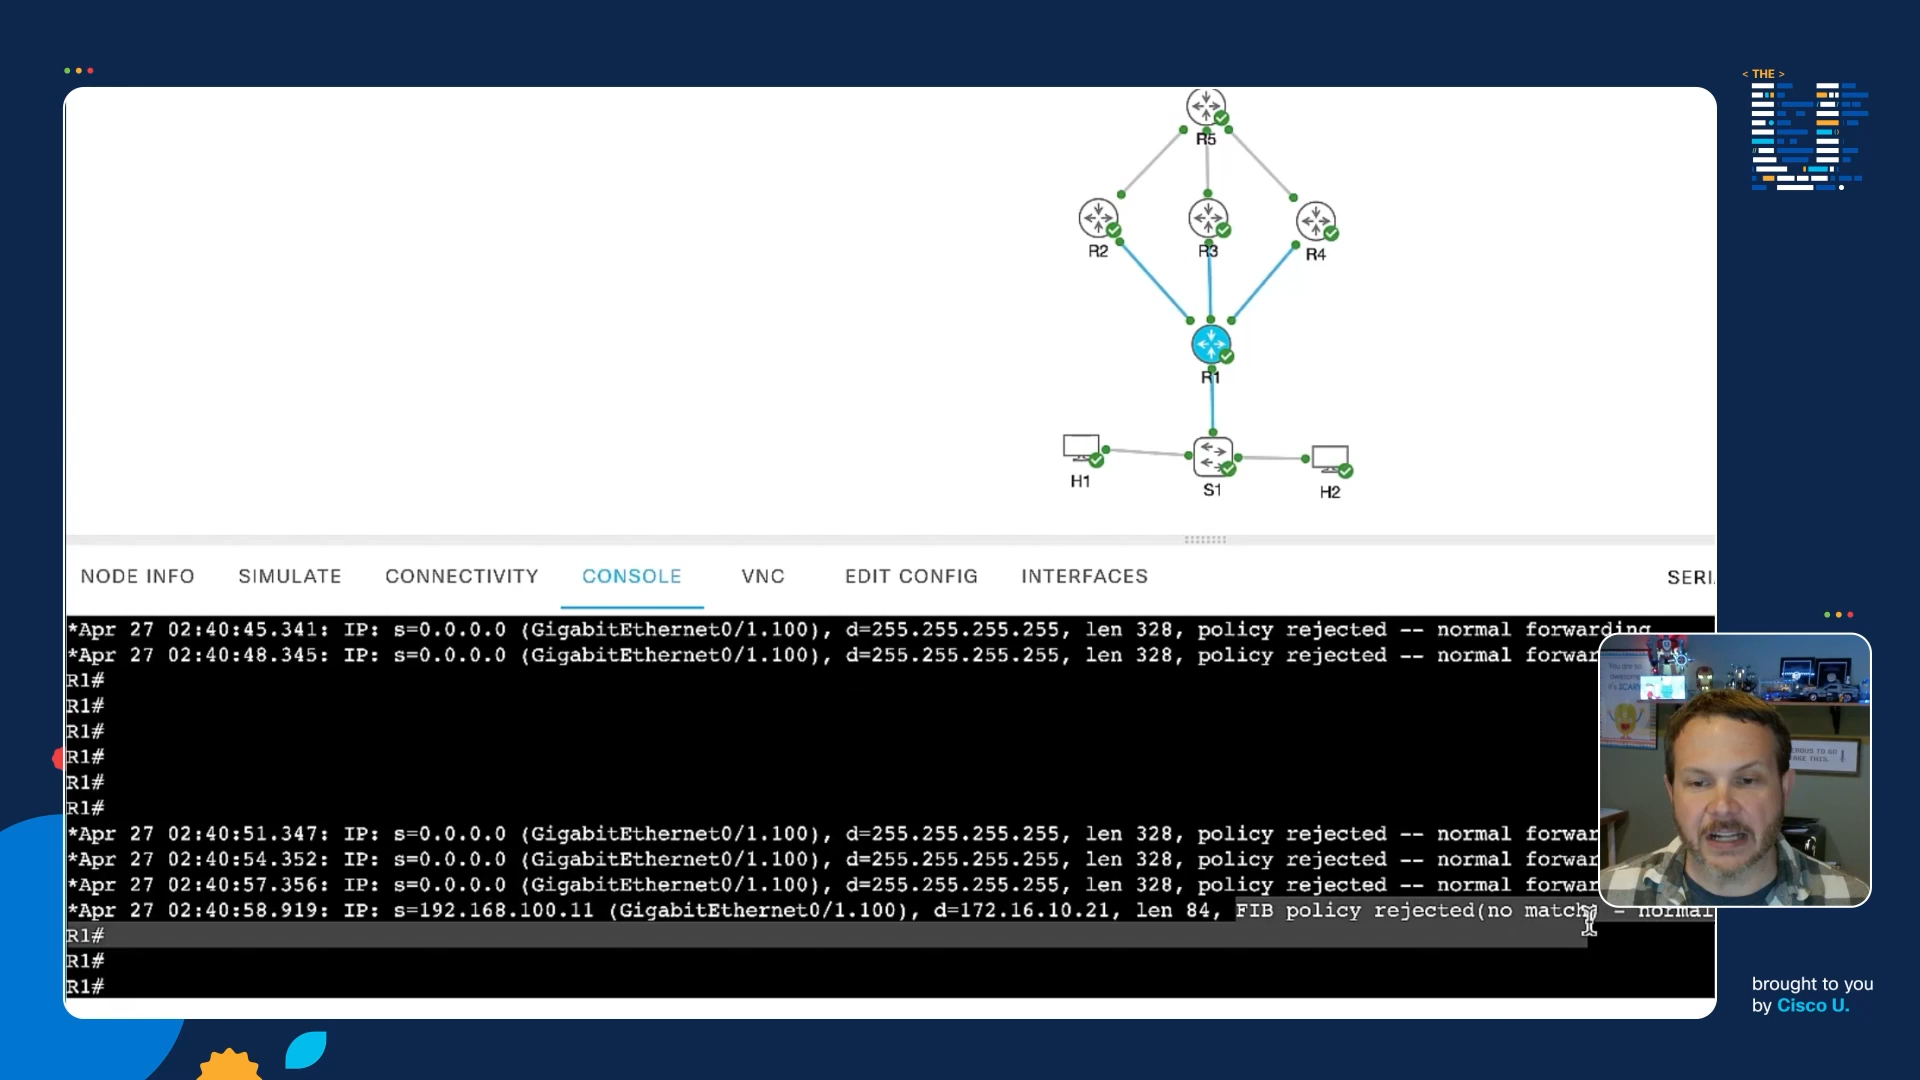 < THE >
R5
R2
R3
R4
R1
H1
S1
H2
NODE INFO SIMULATE CONNECTIVITY CONSOLE VNC EDIT CONFIG INTERFACES SERI
*Apr 27 02:40:45.341: IP: s=0.0.0.0 (GigabitEthernet0/1.100), d=255.255.255.255, len 328, policy rejected -- normal forwarding
*Apr 27 02:40:48.345: IP: s=0.0.0.0 (GigabitEthernet0/1.100), d=255.255.255.255, len 328, policy rejected -- normal forwar
R1#
R1#
R1#
R1#
R1#
R1#
*Apr 27 02:40:51.347: IP: s=0.0.0.0 (GigabitEthernet0/1.100), d=255.255.255.255, len 328, policy rejected -- normal forwar
*Apr 27 02:40:54.352: IP: s=0.0.0.0 (GigabitEthernet0/1.100), d=255.255.255.255, len 328, policy rejected -- normal forwar
*Apr 27 02:40:57.356: IP: s=0.0.0.0 (GigabitEthernet0/1.100), d=255.255.255.255, len 328, policy rejected -- normal forwar
*Apr 27 02:40:58.919: IP: s=192.168.100.11 (GigabitEthernet0/1.100), d=172.16.10.21, len 84, FIB policy rejected(no match) - normal
R1#
R1#
R1#
You are so
awesome
it's SCARY
TAKE THIS.
brought to you
by Cisco U.